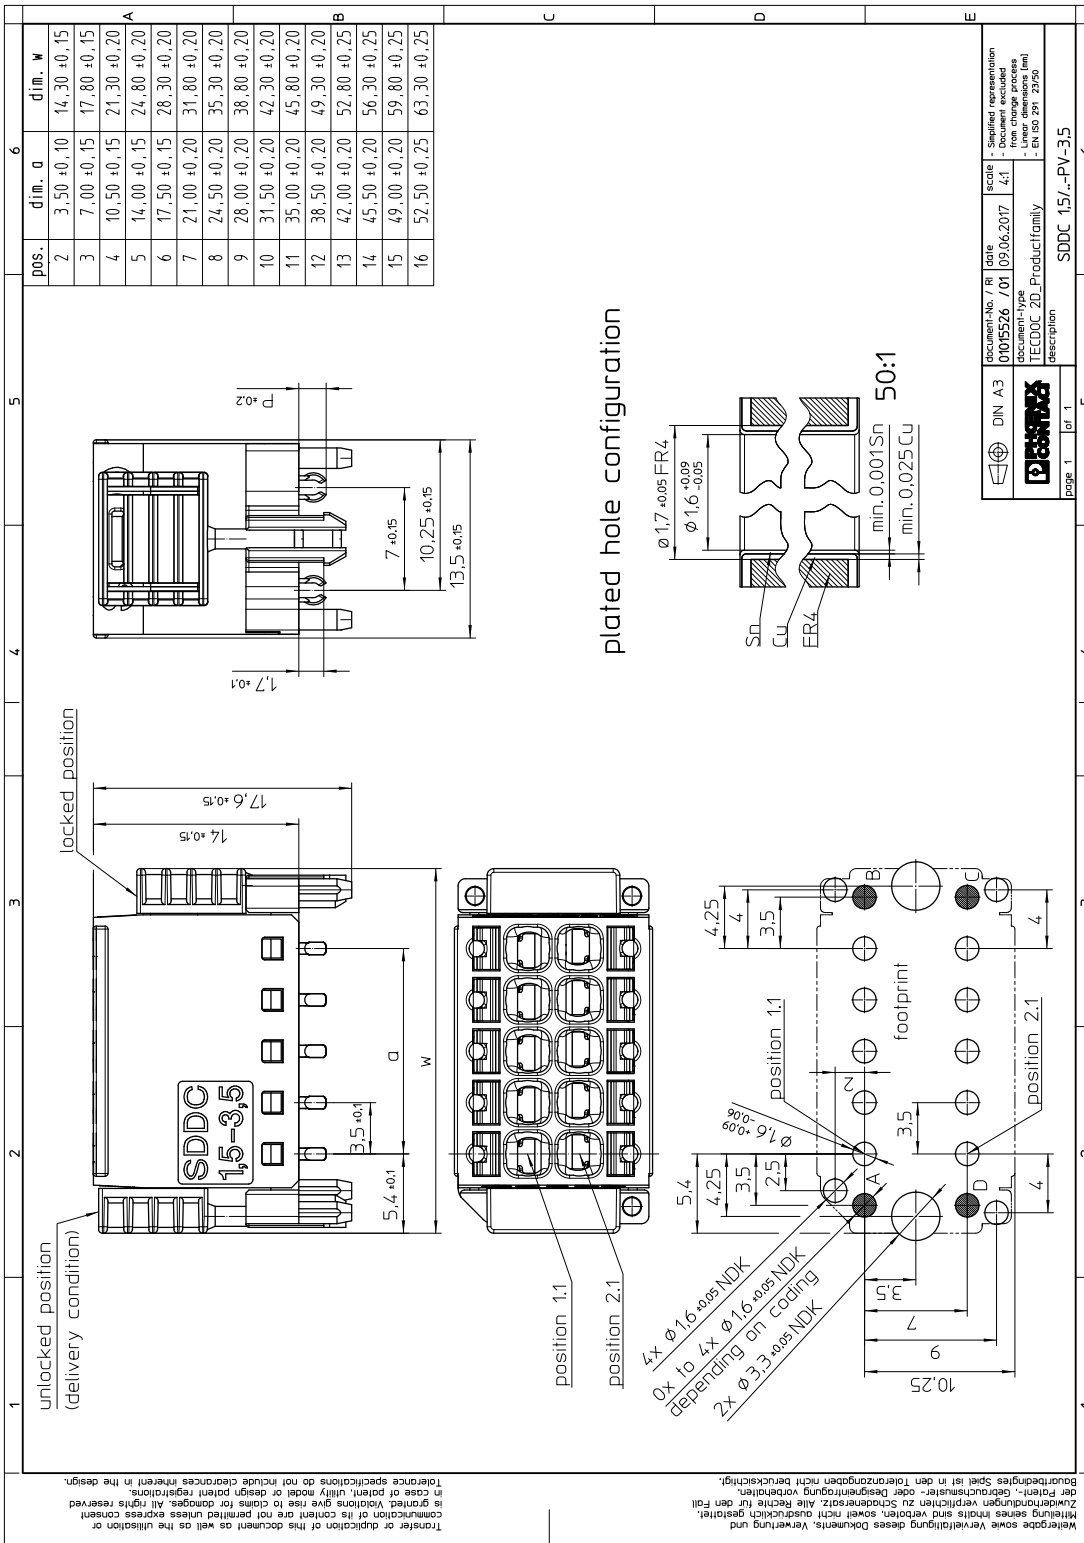 unlocked position
(delivery condition)
locked position
SDDC
1,5-3,5
3,5 ±0,1
5,4 ±0,1
a
w
14 ±0,15
17,6 ±0,15
1,7 ±0,1
P ±0,2
7 ±0,15
10,25 ±0,15
13,5 ±0,15
pos. dim. a dim. w
2 3,50 ±0,10 14,30 ±0,15
3 7,00 ±0,15 17,80 ±0,15
4 10,50 ±0,15 21,30 ±0,20
5 14,00 ±0,15 24,80 ±0,20
6 17,50 ±0,15 28,30 ±0,20
7 21,00 ±0,20 31,80 ±0,20
8 24,50 ±0,20 35,30 ±0,20
9 28,00 ±0,20 38,80 ±0,20
10 31,50 ±0,20 42,30 ±0,20
11 35,00 ±0,20 45,80 ±0,20
12 38,50 ±0,20 49,30 ±0,20
13 42,00 ±0,20 52,80 ±0,25
14 45,50 ±0,20 56,30 ±0,25
15 49,00 ±0,20 59,80 ±0,25
16 52,50 ±0,25 63,30 ±0,25
position 1.1
position 2.1
plated hole configuration
ø 1,7 ±0,05 FR4
ø 1,6 +0,09 -0,05
Sn
Cu
FR4
min. 0,001Sn
min. 0,025 Cu
50:1
4,25
4
3,5
5,4
4,25
3,5
2,5
ø 1,6 +0,09 -0,06
2
position 1.1
footprint
3,5
position 2.1
A
B
C
D
4
4
3,5
7
9
10,25
4x ø 1,6 ±0,05 NDK
0x to 4x ø 1,6 ±0,05 NDK
depending on coding
2x ø 3,3 ±0,05 NDK
DIN A3
PHOENIX
CONTACT
page 1 of 1
document-No. / RI
01015526 / 01
date
09.06.2017
scale
4:1
- Simplified representation
- Document excluded
from change process
- Linear dimensions [mm]
- EN ISO 291 23/50
document-type
TECDOC 2D_Productfamily
description
SDDC 1,5/..-PV-3,5
1 2 3 4 5 6
A B C D E
Transfer or duplication of this document as well as the utilisation or
communication of its content are not permitted unless express consent
is granted. Violations give rise to claims for damages. All rights reserved
in case of patent, utility model or design patent registrations.
Tolerance specifications do not include clearances inherent in the design.
Weitergabe sowie Vervielfältigung dieses Dokuments, Verwertung und
Mitteilung seines Inhalts sind verboten, soweit nicht ausdrücklich gestattet.
Zuwiderhandlungen verpflichten zu Schadenersatz. Alle Rechte für den Fall
der Patent-, Gebrauchsmuster- oder Designeintragung vorbehalten.
Bauartbedingtes Spiel ist in den Toleranzangaben nicht berücksichtigt.